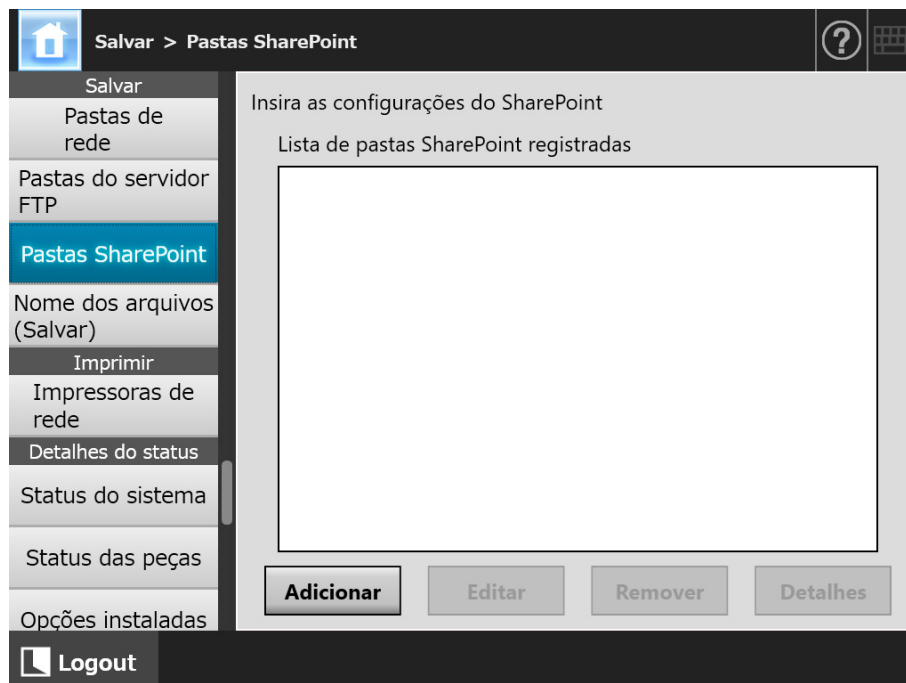 Salvar > Pastas SharePoint
?
Salvar
Pastas de
rede
Pastas do servidor
FTP
Pastas SharePoint
Nome dos arquivos
(Salvar)
Imprimir
Impressoras de
rede
Detalhes do status
Status do sistema
Status das peças
Opções instaladas
Insira as configurações do SharePoint
Lista de pastas SharePoint registradas
Adicionar
Editar
Remover
Detalhes
Logout